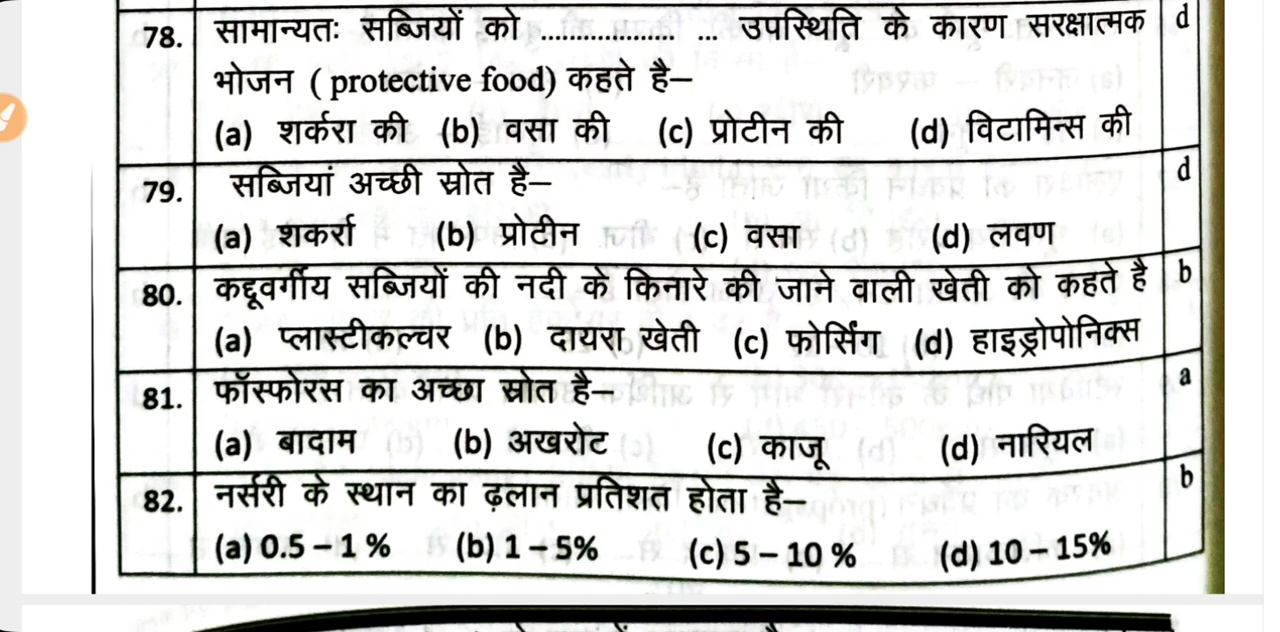 78. सामान्यतः सब्जियों को ........................ ... उपस्थिति के कारण सरक्षात्मक d
भोजन ( protective food) कहते है–
(a) शर्करा की (b) वसा की (c) प्रोटीन की (d) विटामिन्स की
79. सब्जियां अच्छी स्रोत है– d
(a) शकर्रा (b) प्रोटीन (c) वसा (d) लवण
80. कद्दूवर्गीय सब्जियों की नदी के किनारे की जाने वाली खेती को कहते है b
(a) प्लास्टीकल्चर (b) दायरा खेती (c) फोर्सिंग (d) हाइड्रोपोनिक्स
81. फॉस्फोरस का अच्छा स्रोत है– a
(a) बादाम (b) अखरोट (c) काजू (d) नारियल
82. नर्सरी के स्थान का ढ़लान प्रतिशत होता है– b
(a) 0.5 – 1 % (b) 1 – 5% (c) 5 – 10 % (d) 10 – 15%